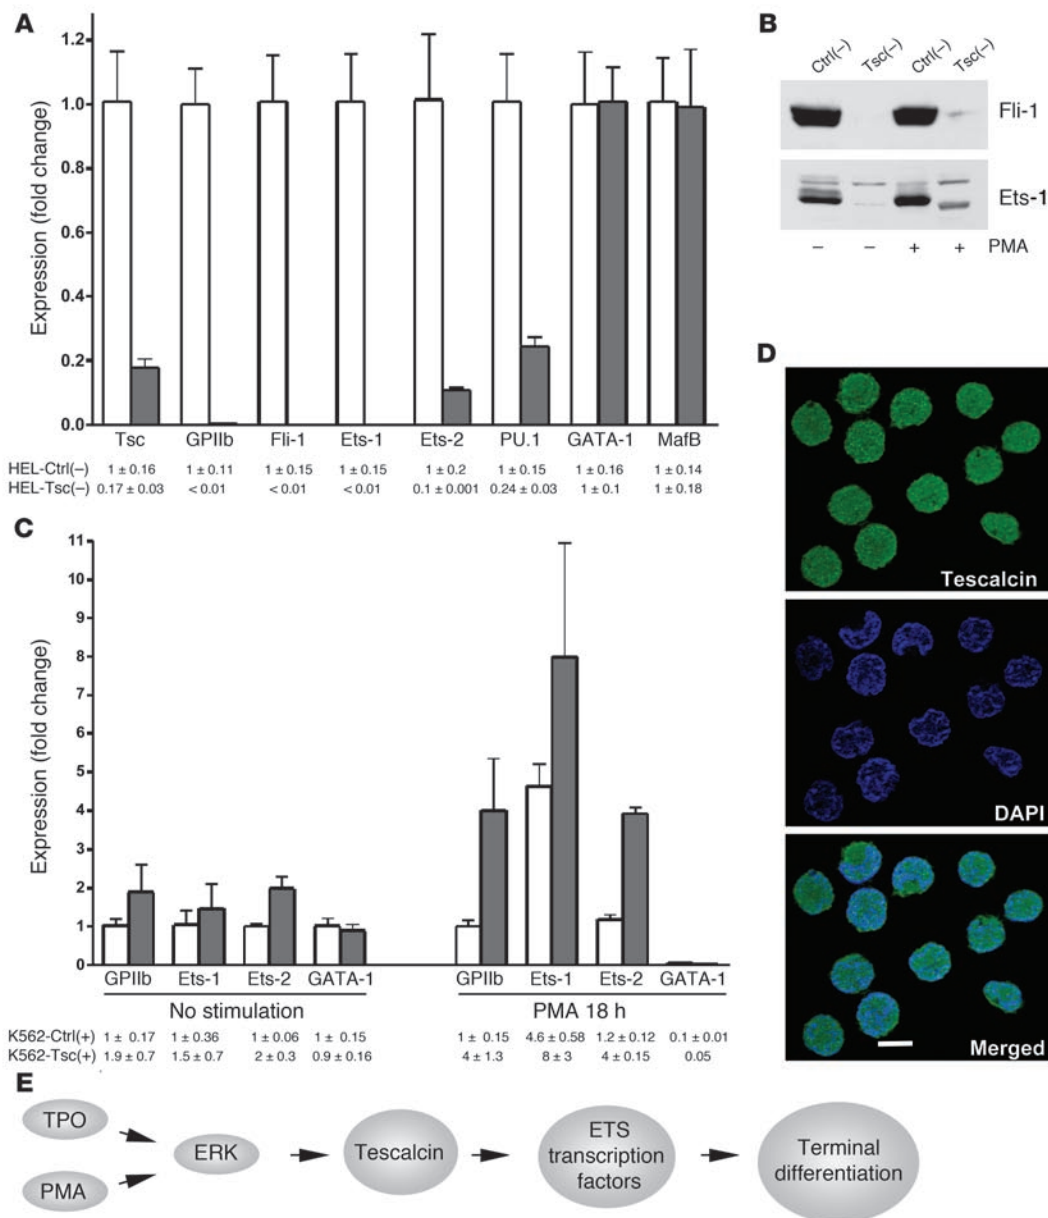 A
Expression (fold change)
1.2
1.0
0.8
0.6
0.4
0.2
0.0
Tsc GPIIb Fli-1 Ets-1 Ets-2 PU.1 GATA-1 MafB
HEL-Ctrl(–) 1 ± 0.16 1 ± 0.11 1 ± 0.15 1 ± 0.15 1 ± 0.2 1 ± 0.15 1 ± 0.16 1 ± 0.14
HEL-Tsc(–) 0.17 ± 0.03 < 0.01 < 0.01 < 0.01 0.1 ± 0.001 0.24 ± 0.03 1 ± 0.1 1 ± 0.18
B
Ctrl(–) Tsc(–) Ctrl(–) Tsc(–)
Fli-1
Ets-1
– – + + PMA
C
Expression (fold change)
11
10
9
8
7
6
5
4
3
2
1
0
GPIIb Ets-1 Ets-2 GATA-1 GPIIb Ets-1 Ets-2 GATA-1
No stimulation PMA 18 h
K562-Ctrl(+) 1 ± 0.17 1 ± 0.36 1 ± 0.06 1 ± 0.15 1 ± 0.15 4.6 ± 0.58 1.2 ± 0.12 0.1 ± 0.01
K562-Tsc(+) 1.9 ± 0.7 1.5 ± 0.7 2 ± 0.3 0.9 ± 0.16 4 ± 1.3 8 ± 3 4 ± 0.15 0.05
D
Tescalcin
DAPI
Merged
E
TPO
PMA
ERK
Tescalcin
ETS
transcription
factors
Terminal
differentiation